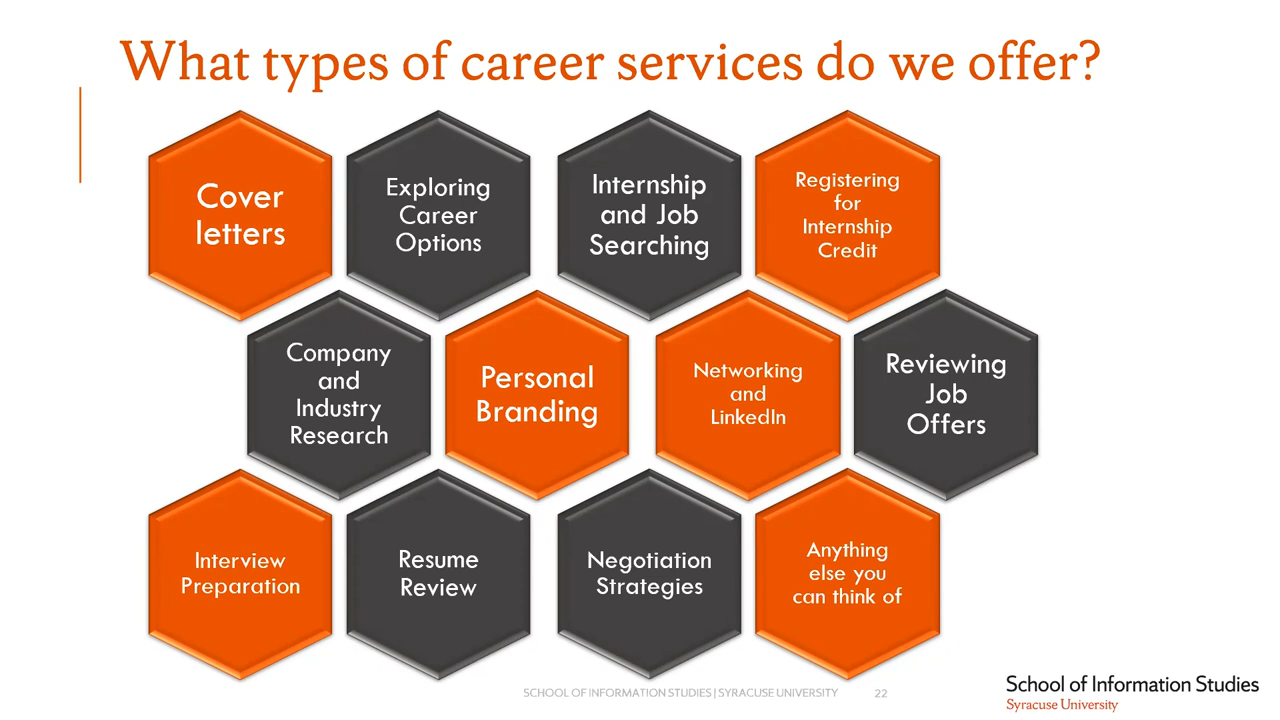 What types of career services do we offer?
Cover
letters
Exploring
Career
Options
Internship
and Job
Searching
Registering
for
Internship
Credit
Company
and
Industry
Research
Personal
Branding
Networking
and
LinkedIn
Reviewing
Job
Offers
Interview
Preparation
Resume
Review
Negotiation
Strategies
Anything
else you
can think of
SCHOOL OF INFORMATION STUDIES | SYRACUSE UNIVERSITY
22
School of Information Studies
Syracuse University